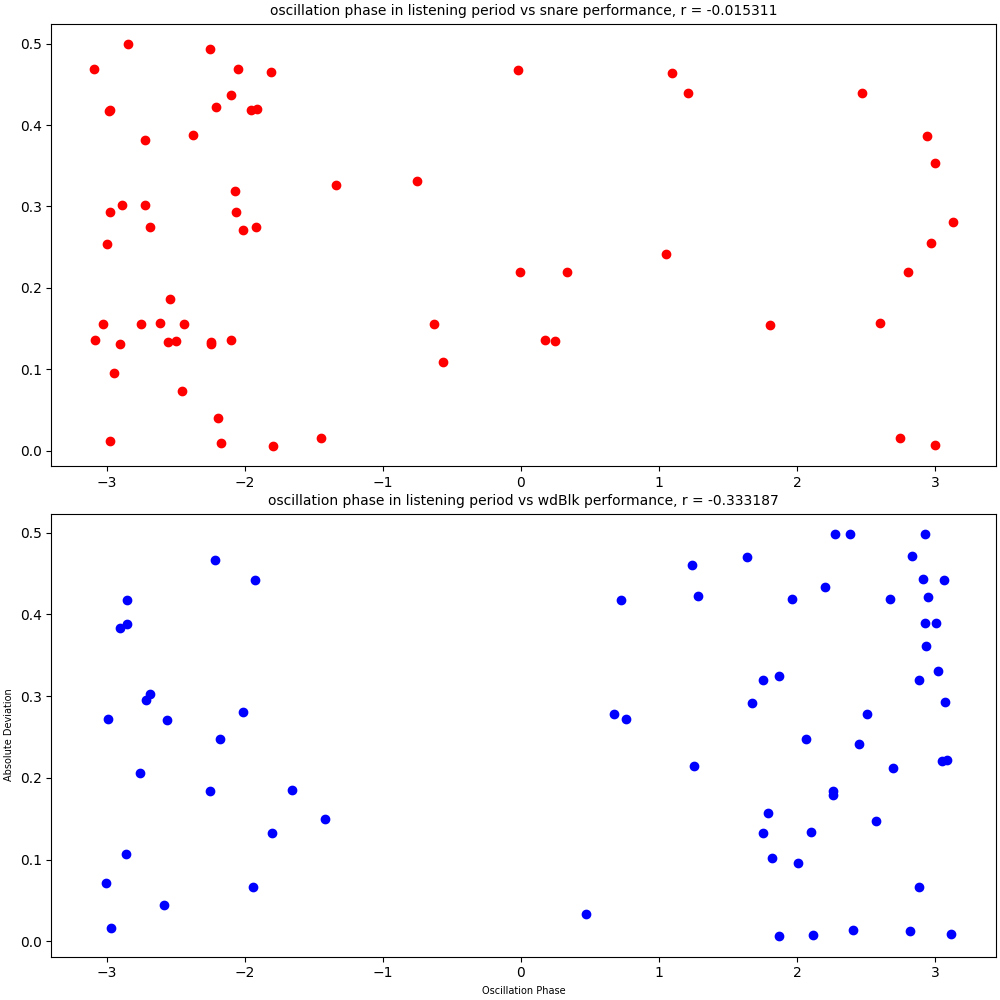 oscillation phase in listening period vs snare performance, r = -0.015311
0.5
0.4
0.3
0.2
0.1
0.0
−3 −2 −1 0 1 2 3
oscillation phase in listening period vs wdBlk performance, r = -0.333187
0.5
0.4
0.3
0.2
0.1
0.0
Absolute Deviation
−3 −2 −1 0 1 2 3
Oscillation Phase